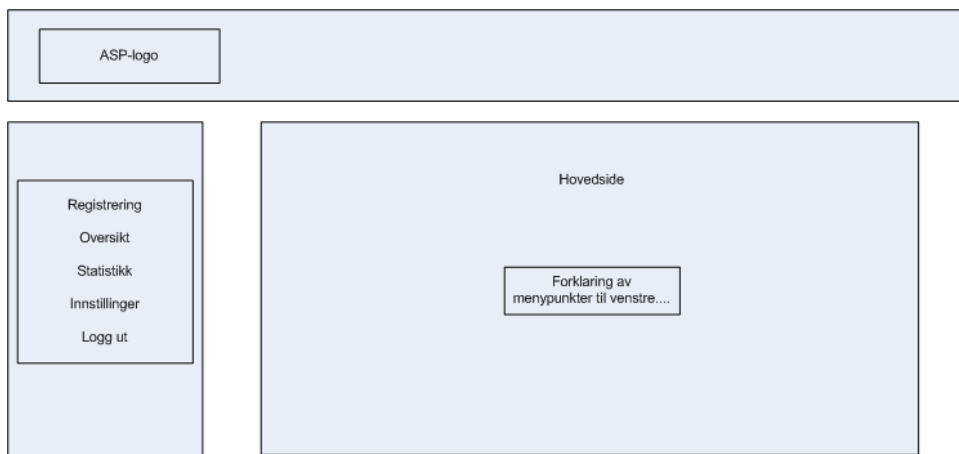 ASP-logo
Registrering
Oversikt
Statistikk
Innstillinger
Logg ut
Hovedside
Forklaring av
menypunkter til venstre....